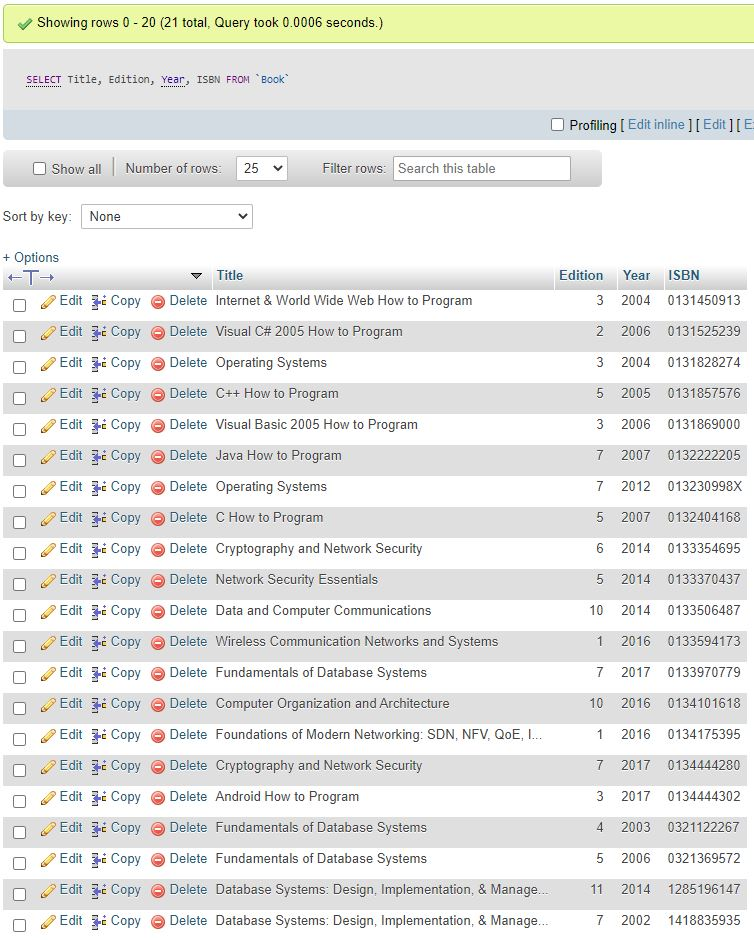 Showing rows 0 - 20 (21 total, Query took 0.0006 seconds.)
SELECT Title, Edition, Year, ISBN FROM `Book`
Profiling [ Edit inline ] [ Edit ] [ E
Show all Number of rows: 25 Filter rows: Search this table
Sort by key: None
+ Options
←T→ Title Edition Year ISBN
Edit Copy Delete Internet & World Wide Web How to Program 3 2004 0131450913
Edit Copy Delete Visual C# 2005 How to Program 2 2006 0131525239
Edit Copy Delete Operating Systems 3 2004 0131828274
Edit Copy Delete C++ How to Program 5 2005 0131857576
Edit Copy Delete Visual Basic 2005 How to Program 3 2006 0131869000
Edit Copy Delete Java How to Program 7 2007 0132222205
Edit Copy Delete Operating Systems 7 2012 013230998X
Edit Copy Delete C How to Program 5 2007 0132404168
Edit Copy Delete Cryptography and Network Security 6 2014 0133354695
Edit Copy Delete Network Security Essentials 5 2014 0133370437
Edit Copy Delete Data and Computer Communications 10 2014 0133506487
Edit Copy Delete Wireless Communication Networks and Systems 1 2016 0133594173
Edit Copy Delete Fundamentals of Database Systems 7 2017 0133970779
Edit Copy Delete Computer Organization and Architecture 10 2016 0134101618
Edit Copy Delete Foundations of Modern Networking: SDN, NFV, QoE, I... 1 2016 0134175395
Edit Copy Delete Cryptography and Network Security 7 2017 0134444280
Edit Copy Delete Android How to Program 3 2017 0134444302
Edit Copy Delete Fundamentals of Database Systems 4 2003 0321122267
Edit Copy Delete Fundamentals of Database Systems 5 2006 0321369572
Edit Copy Delete Database Systems: Design, Implementation, & Manage... 11 2014 1285196147
Edit Copy Delete Database Systems: Design, Implementation, & Manage... 7 2002 1418835935